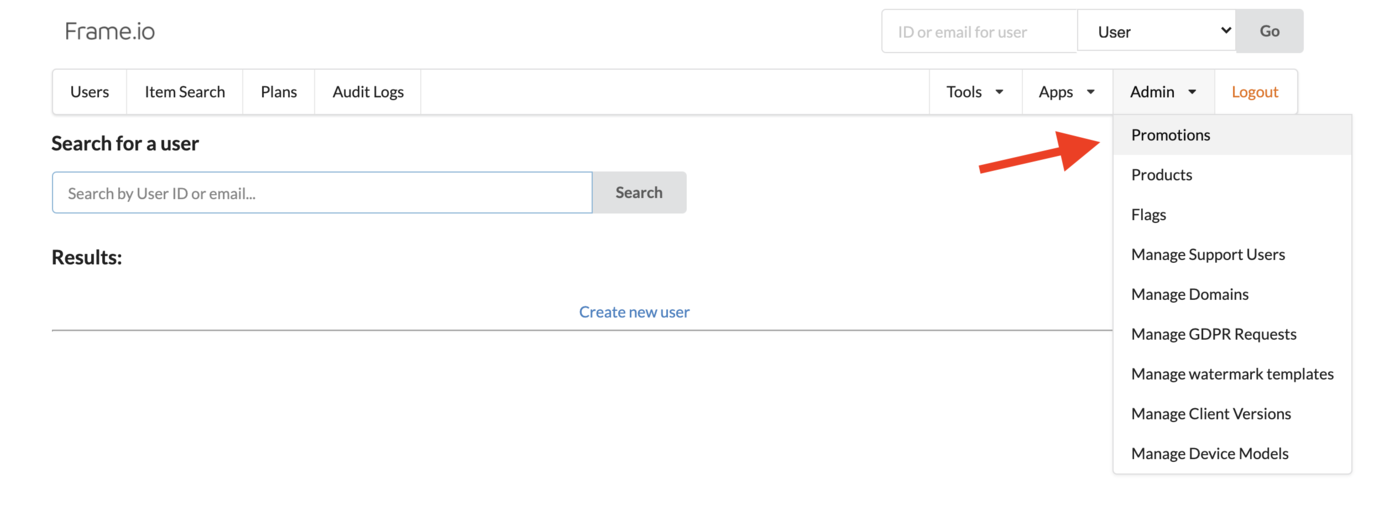 Frame.io
ID or email for user User Go
Users Item Search Plans Audit Logs Tools Apps Admin Logout
Search for a user
Search by User ID or email... Search
Results:
Create new user
Promotions
Products
Flags
Manage Support Users
Manage Domains
Manage GDPR Requests
Manage watermark templates
Manage Client Versions
Manage Device Models